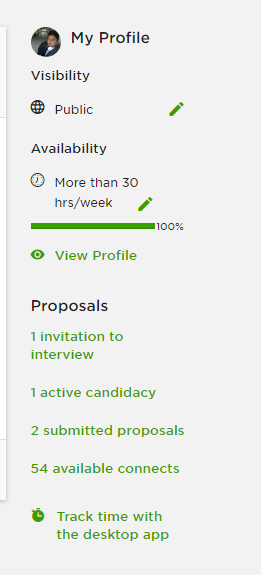 My Profile
Visibility
Public
Availability
More than 30
hrs/week
100%
View Profile
Proposals
1 invitation to
interview
1 active candidacy
2 submitted proposals
54 available connects
Track time with
the desktop app